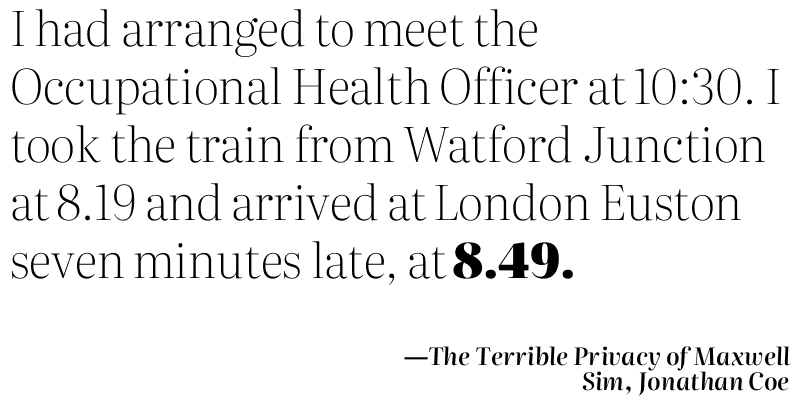 I had arranged to meet the
Occupational Health Officer at 10:30. I
took the train from Watford Junction
at 8.19 and arrived at London Euston
seven minutes late, at 8.49.
—The Terrible Privacy of Maxwell
Sim, Jonathan Coe